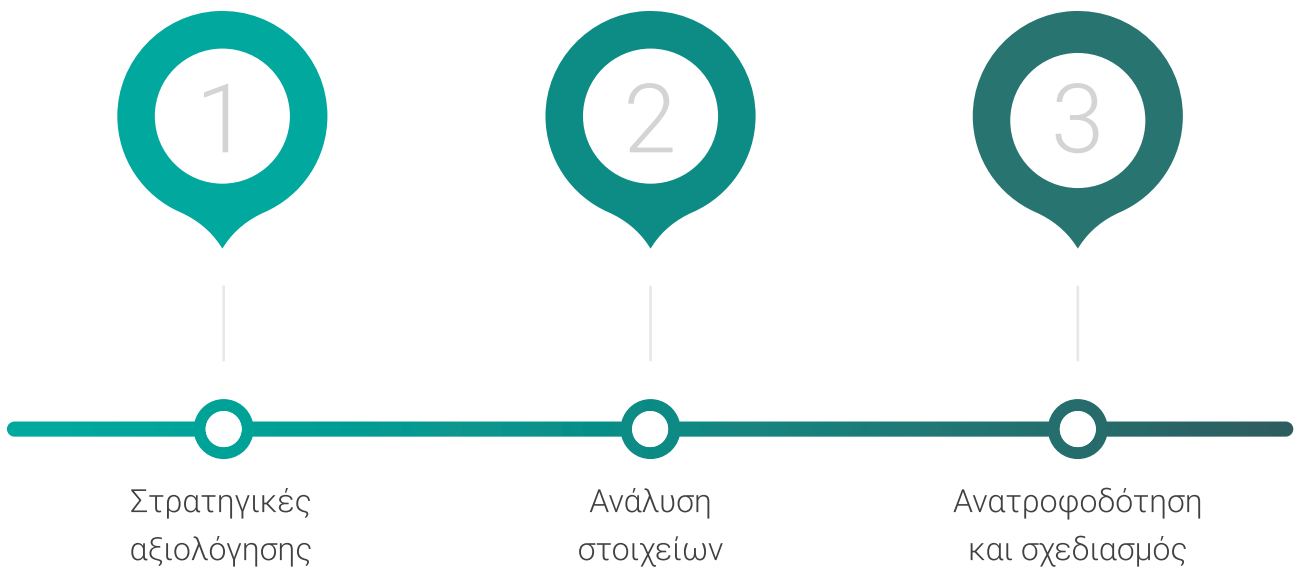 1
2
3
Στρατηγικές
αξιολόγησης
Ανάλυση
στοιχείων
Ανατροφοδότηση
και σχεδιασμός